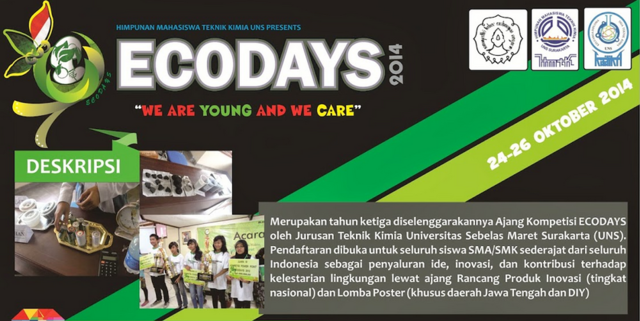 HIMPUNAN MAHASISWA TEKNIK KIMIA UNS PRESENTS
ECODAYS 2014
"WE ARE YOUNG AND WE CARE"
24-26 OKTOBER 2014
DESKRIPSI
Merupakan tahun ketiga diselenggarakannya Ajang Kompetisi ECODAYS
oleh Jurusan Teknik Kimia Universitas Sebelas Maret Surakarta (UNS).
Pendaftaran dibuka untuk seluruh siswa SMA/SMK sederajat dari seluruh
Indonesia sebagai penyaluran ide, inovasi, dan kontribusi terhadap
kelestarian lingkungan lewat ajang Rancang Produk Inovasi (tingkat
nasional) dan Lomba Poster (khusus daerah Jawa Tengah dan DIY)
Acara